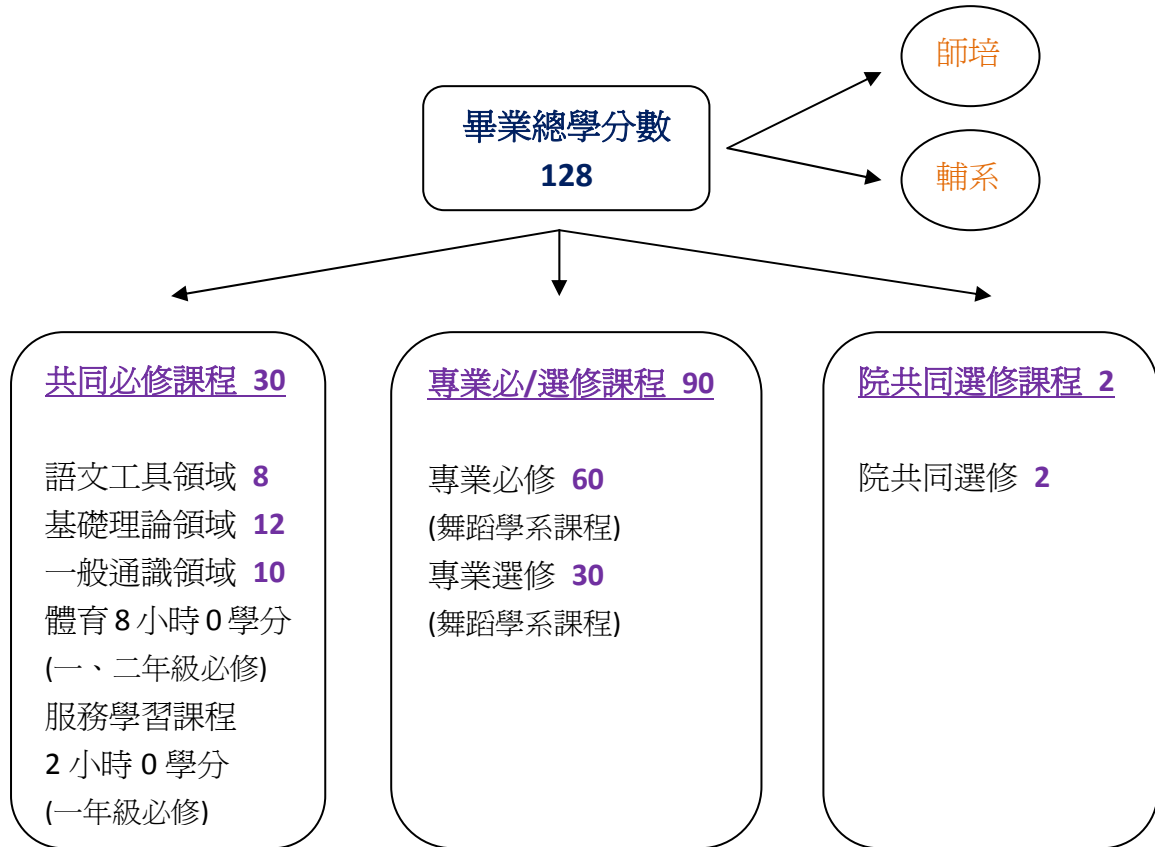 師培
畢業總學分數
128
輔系
共同必修課程 30
語文工具領域 8
基礎理論領域 12
一般通識領域 10
體育 8 小時 0 學分
(一、二年級必修)
服務學習課程
2 小時 0 學分
(一年級必修)
專業必/選修課程 90
專業必修 60
(舞蹈學系課程)
專業選修 30
(舞蹈學系課程)
院共同選修課程 2
院共同選修 2